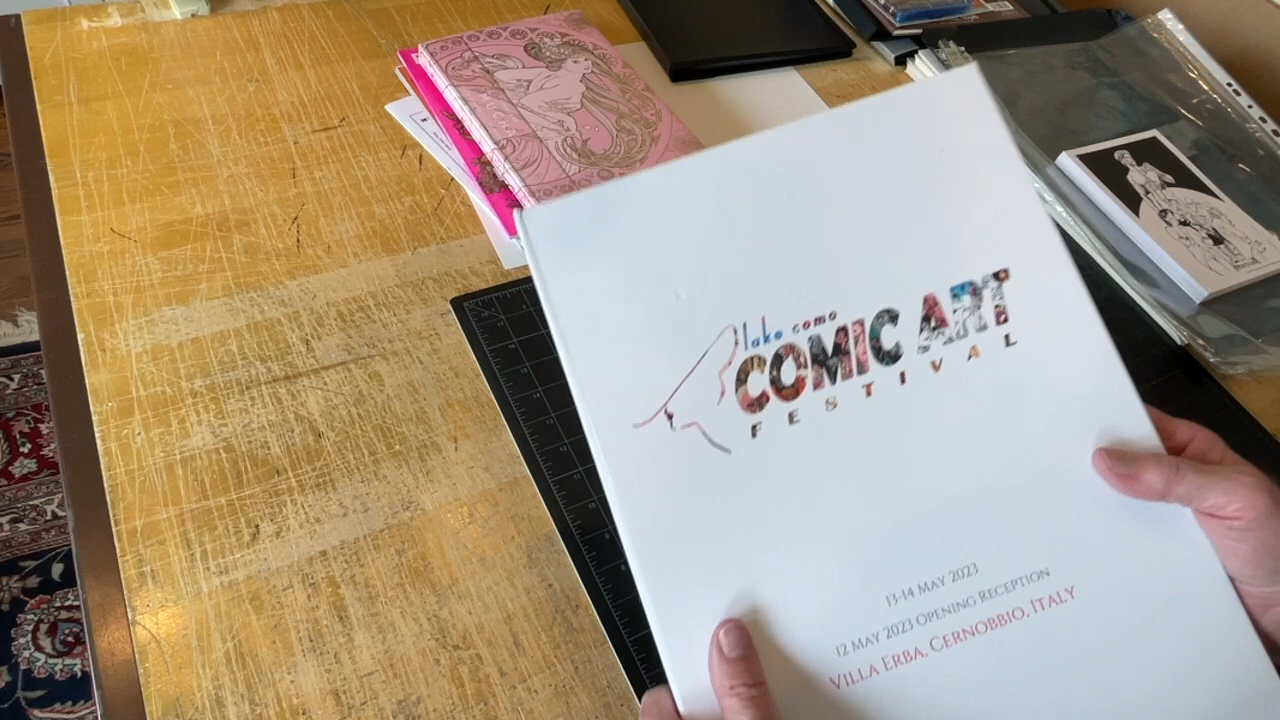 lake como
COMIC ART
FESTIVAL
13-14 MAY 2023
12 MAY 2023 OPENING RECEPTION
VILLA ERBA, CERNOBBIO, ITALY